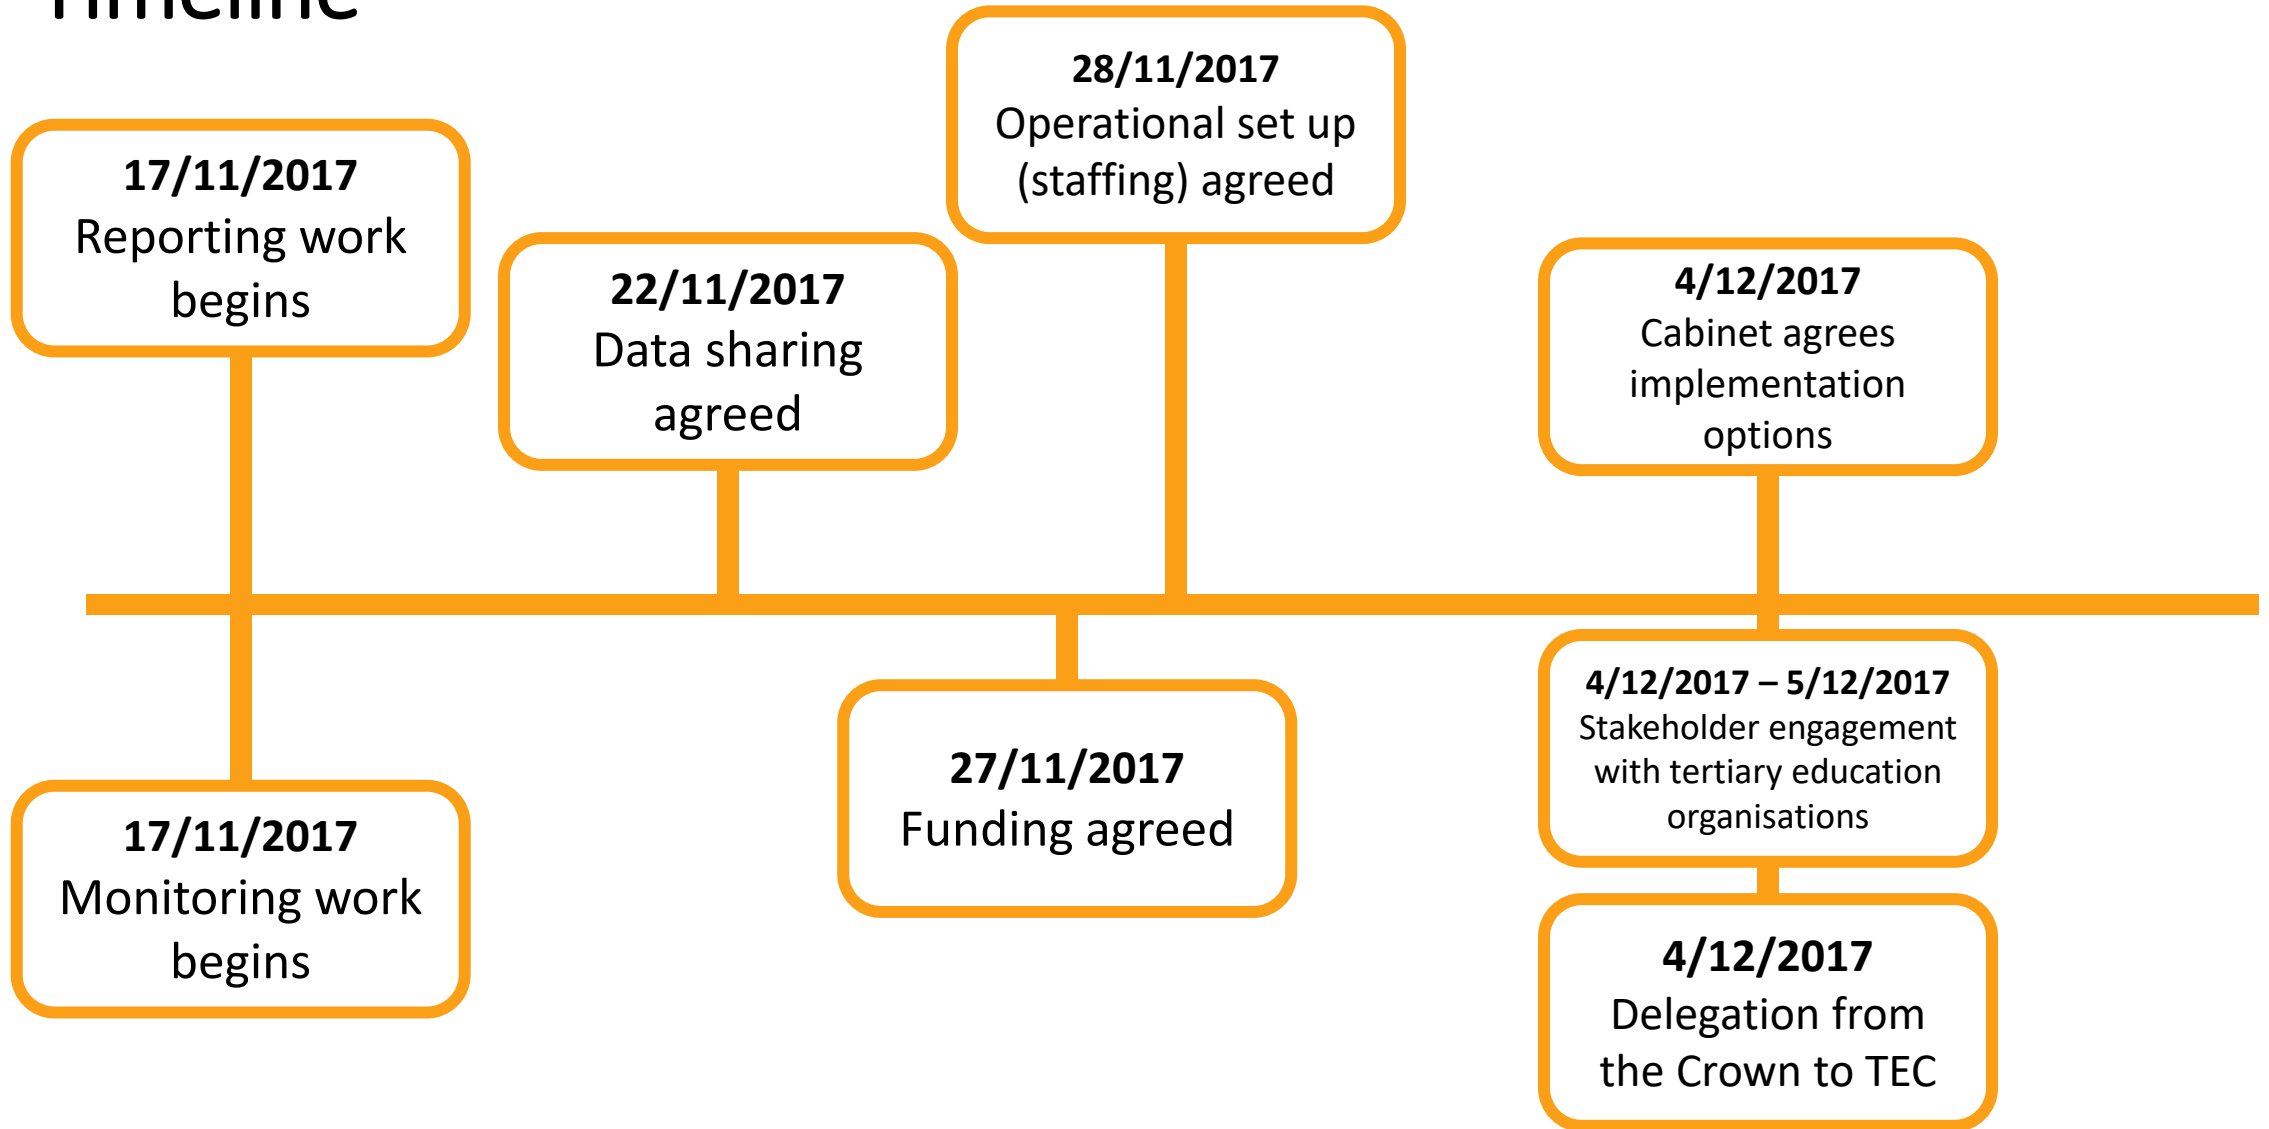 Timeline
28/11/2017
Operational set up
(staffing) agreed
17/11/2017
Reporting work
begins
22/11/2017
Data sharing
agreed
4/12/2017
Cabinet agrees
implementation
options
4/12/2017 – 5/12/2017
Stakeholder engagement
with tertiary education
organisations
27/11/2017
Funding agreed
17/11/2017
Monitoring work
begins
4/12/2017
Delegation from
the Crown to TEC